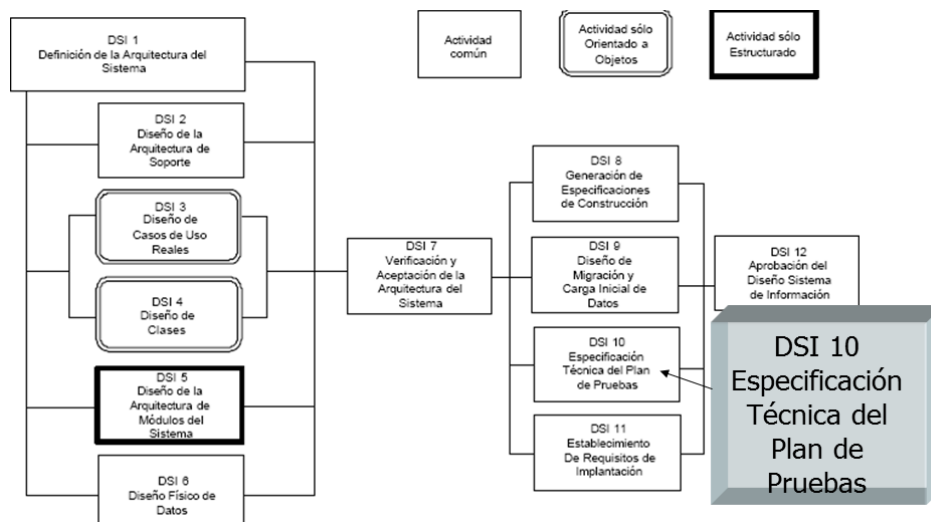 DSI 1
Definición de la Arquitectura del
Sistema
Actividad
común
Actividad sólo
Orientado a
Objetos
Actividad sólo
Estructurado
DSI 2
Diseño de la
Arquitectura de
Soporte
DSI 3
Diseño de
Casos de Uso
Reales
DSI 4
Diseño de
Clases
DSI 5
Diseño de la
Arquitectura de
Módulos del
Sistema
DSI 6
Diseño Físico de
Datos
DSI 7
Verificación y
Aceptación de la
Arquitectura del
Sistema
DSI 8
Generación de
Especificaciones
de Construcción
DSI 9
Diseño de
Migración y
Carga Inicial de
Datos
DSI 10
Especificación
Técnica del Plan
de Pruebas
DSI 11
Establecimiento
De Requisitos de
Implantación
DSI 12
Aprobación del
Diseño Sistema
de Información
DSI 10
Especificación
Técnica del
Plan de
Pruebas